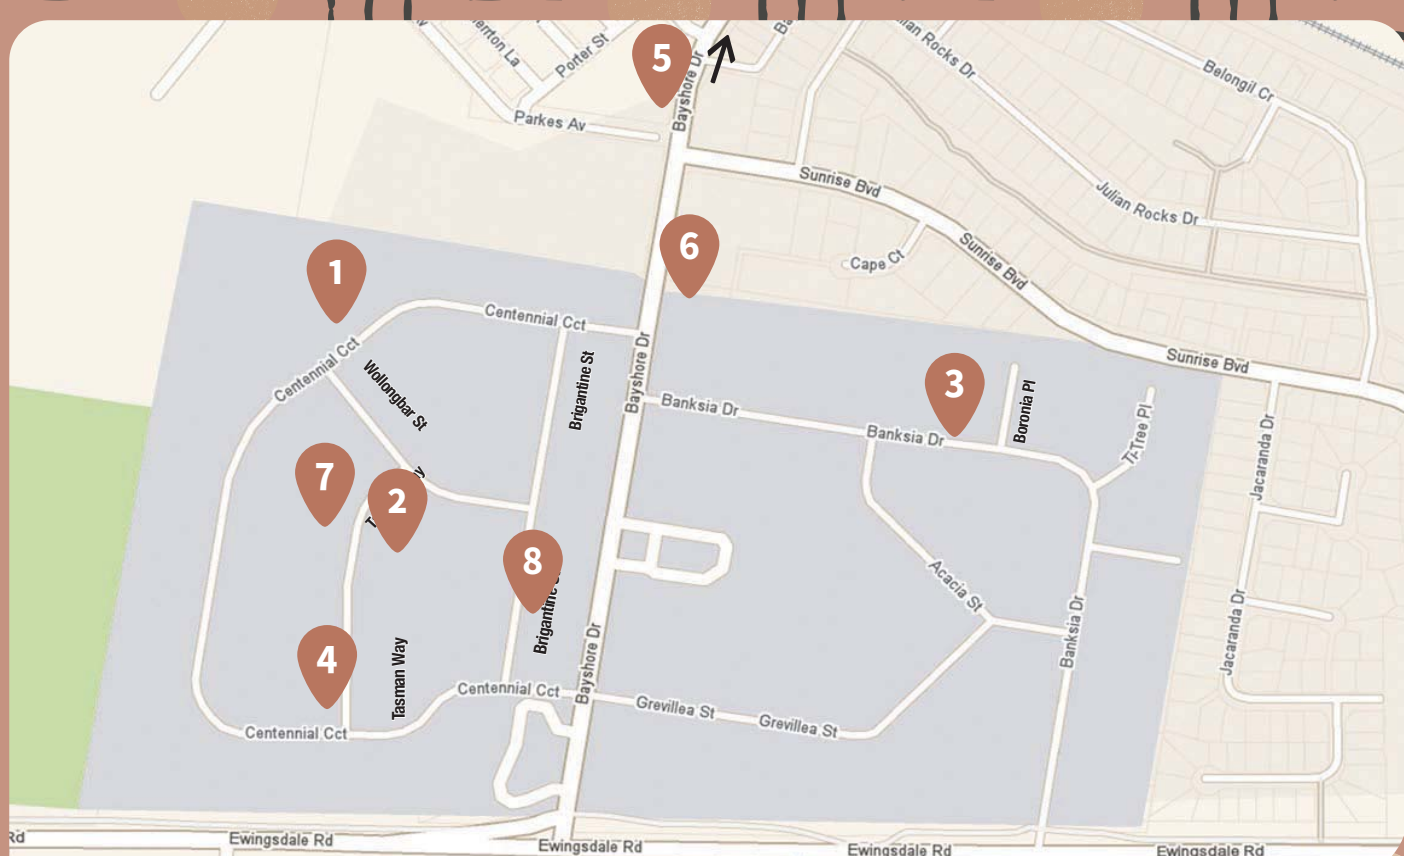 Porter St
5
Bayshore Dr
Parkes Av
Julian Rocks Dr
Belongil Cr
Sunrise Bvd
Julian Rocks Dr
6
Cape Ct
Sunrise Bvd
1
Centennial Cct
Centennial Cct
Wollongbar St
Brigantine St
Bayshore Dr
Sunrise Bvd
3
Banksia Dr
Banksia Dr
Boronia Pl
Ti-Tree Pl
Jacaranda Dr
7
2
8
Brigantine
Acacia St
Banksia Dr
Jacaranda Dr
4
Tasman Way
Centennial Cct
Bayshore Dr
Grevillea St
Grevillea St
Centennial Cct
Rd
Ewingsdale Rd
Ewingsdale Rd
Ewingsdale Rd
Ewingsdale Rd